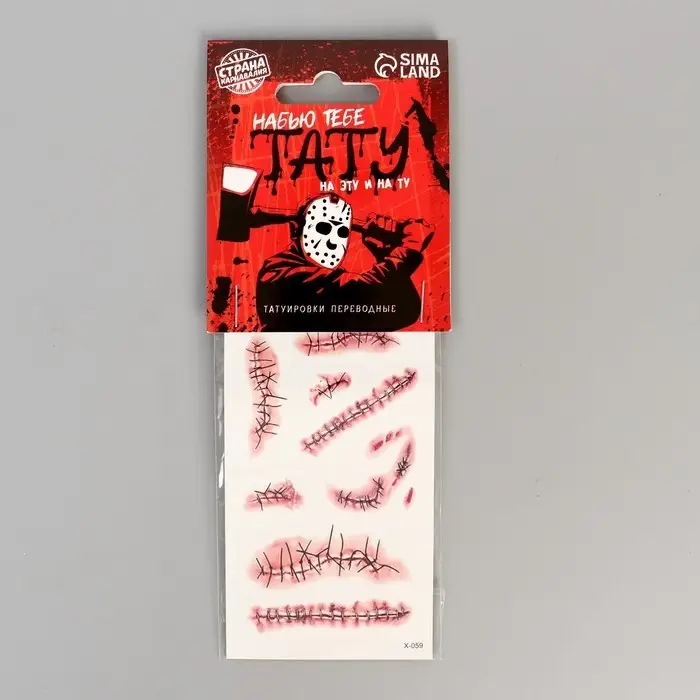 СТРАНА
КАРНАВАЛИЯ
SIMA
LAND
НАБЬЮ ТЕБЕ
ТАТУ
НА ЭТУ И НА ТУ
ТАТУИРОВКИ ПЕРЕВОДНЫЕ
X-059